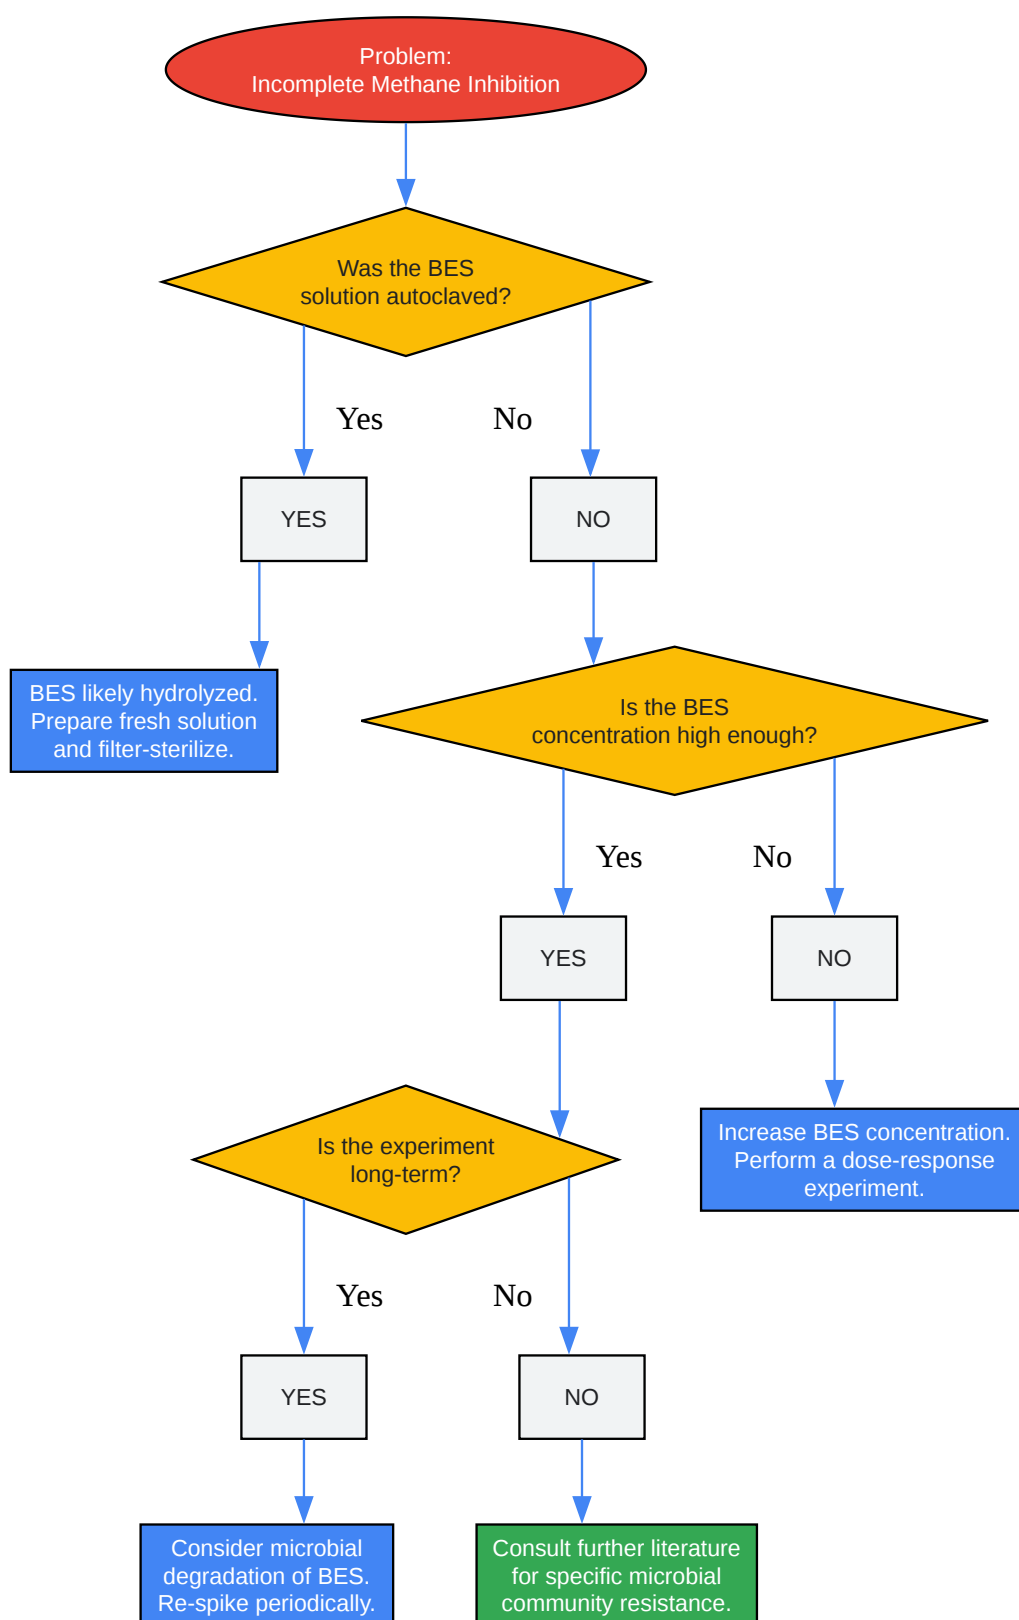 Problem:
Incomplete Methane Inhibition
Was the BES
solution autoclaved?
Yes
No
YES
NO
BES likely hydrolyzed.
Prepare fresh solution
and filter-sterilize.
Is the BES
concentration high enough?
Yes
No
YES
NO
Is the experiment
long-term?
Increase BES concentration.
Perform a dose-response
experiment.
Yes
No
YES
NO
Consider microbial
degradation of BES.
Re-spike periodically.
Consult further literature
for specific microbial
community resistance.